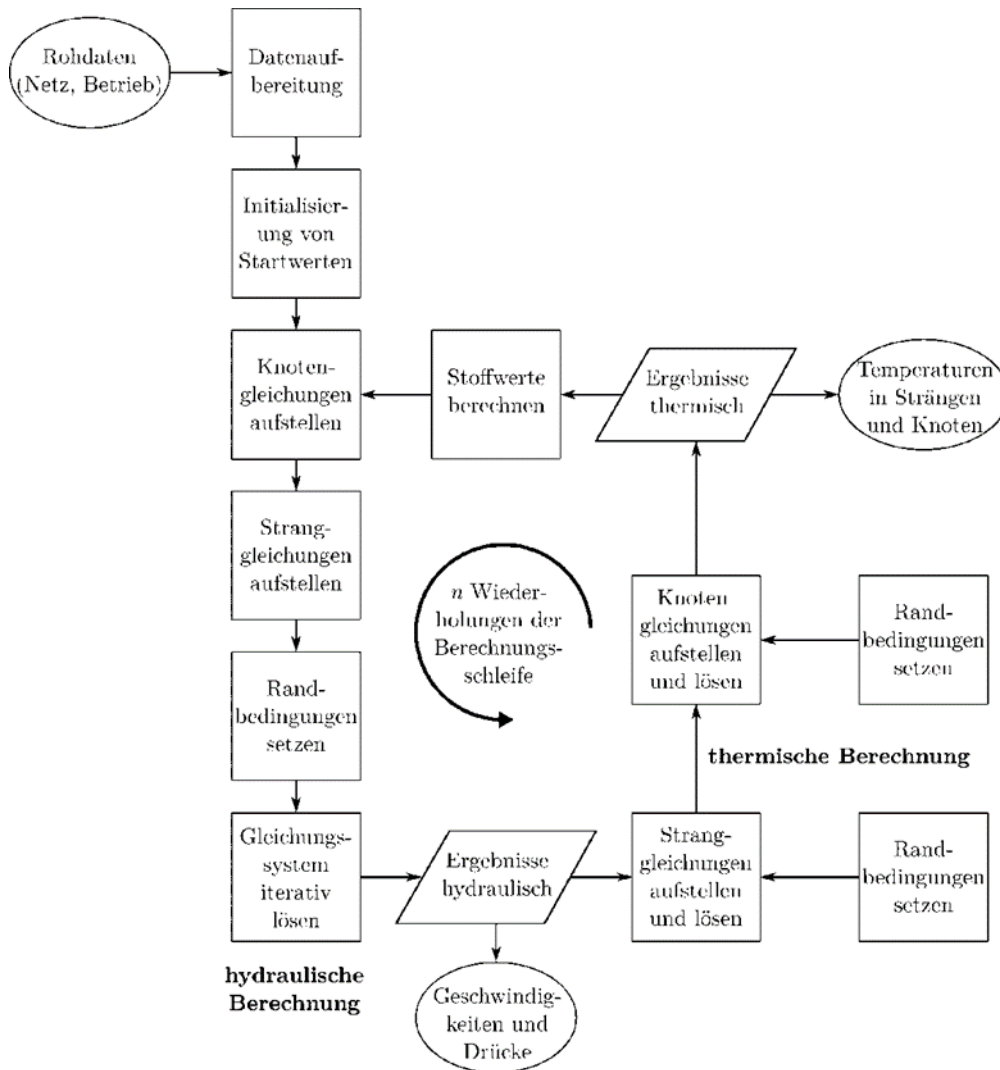 Rohdaten
(Netz, Betrieb)
Datenauf-
bereitung
Initialisie-
rung von
Startwerten
Knoten-
gleichungen
aufstellen
Stoffwerte
berechnen
Ergebnisse
thermisch
Temperaturen
in Strängen
und Knoten
Strang-
gleichungen
aufstellen
n Wieder-
holungen der
Berechnungs-
schleife
Knoten
gleichungen
aufstellen
und lösen
Rand-
bedingungen
setzen
Rand-
bedingungen
setzen
thermische Berechnung
Gleichungs-
system
iterativ
lösen
Ergebnisse
hydraulisch
Strang-
gleichungen
aufstellen
und lösen
Rand-
bedingungen
setzen
hydraulische
Berechnung
Geschwindig-
keiten und
Drücke